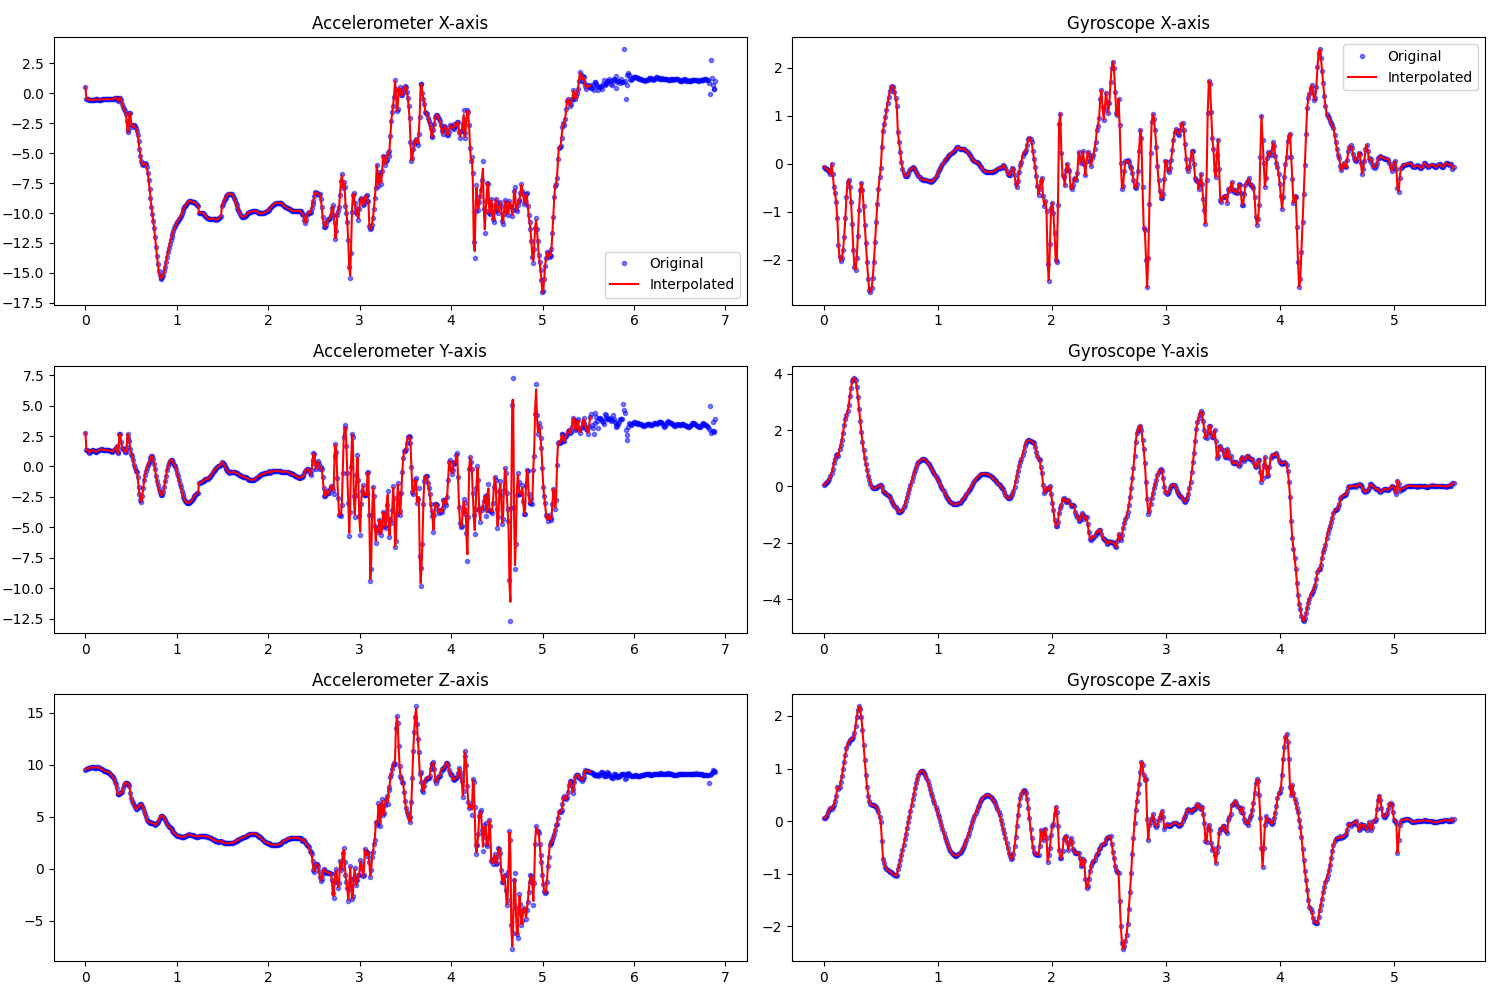 Accelerometer X-axis
2.5
0.0
−2.5
−5.0
−7.5
−10.0
−12.5
−15.0
−17.5
0 1 2 3 4 5 6 7
Original
Interpolated
Gyroscope X-axis
2
1
0
−1
−2
0 1 2 3 4 5
Original
Interpolated
Accelerometer Y-axis
7.5
5.0
2.5
0.0
−2.5
−5.0
−7.5
−10.0
−12.5
0 1 2 3 4 5 6 7
Gyroscope Y-axis
4
2
0
−2
−4
0 1 2 3 4 5
Accelerometer Z-axis
15
10
5
0
−5
0 1 2 3 4 5 6 7
Gyroscope Z-axis
2
1
0
−1
−2
0 1 2 3 4 5